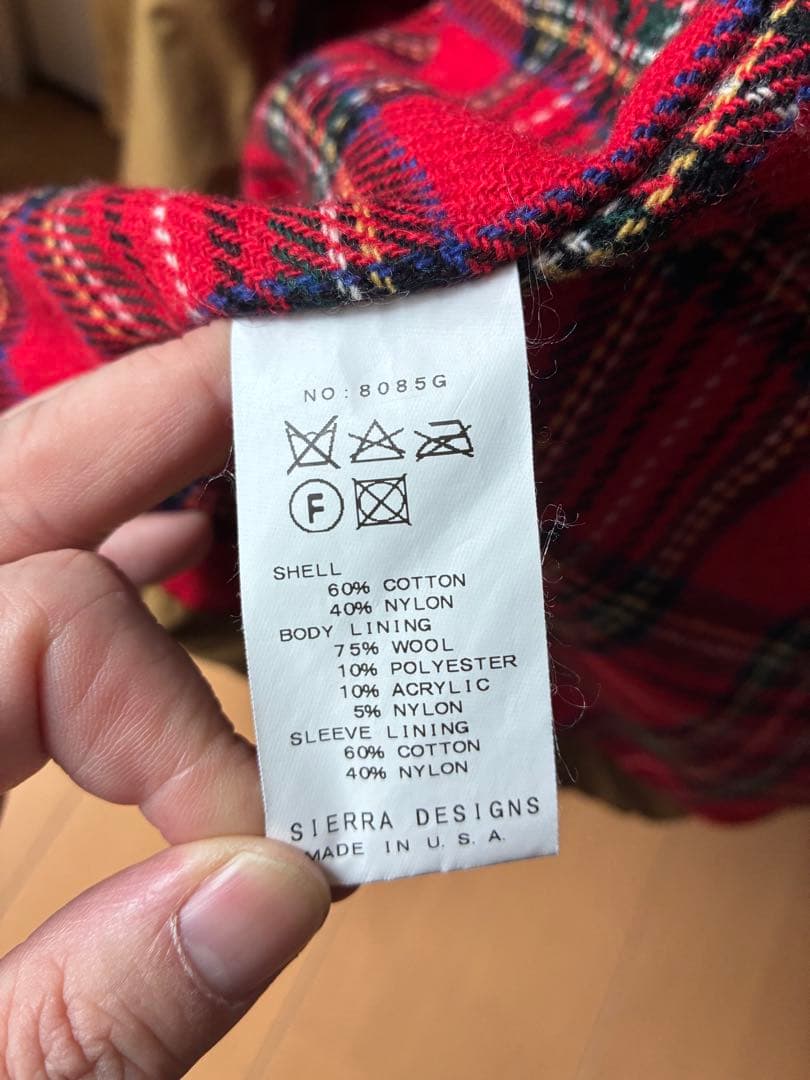 NO: 8085G
F
SHELL
60% COTTON
40% NYLON
BODY LINING
75% WOOL
10% POLYESTER
10% ACRYLIC
5% NYLON
SLEEVE LINING
60% COTTON
40% NYLON
SIERRA DESIGNS
MADE IN U. S. A.